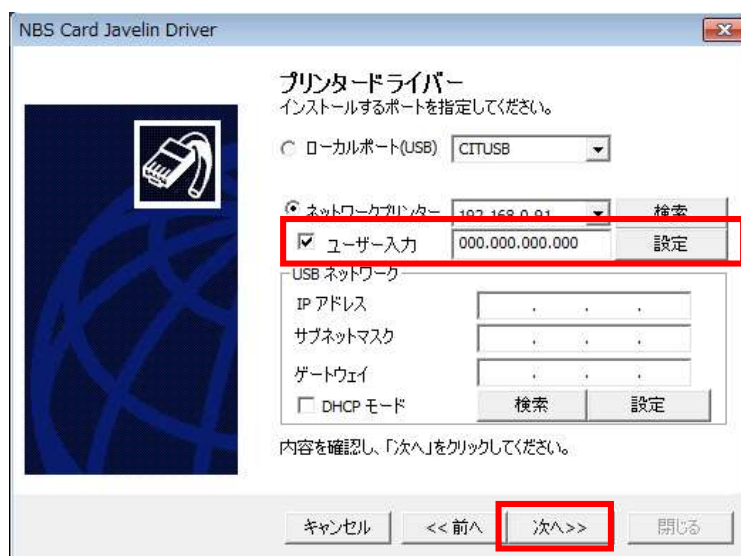 NBS Card Javelin Driver
プリンタードライバー
インストールするポートを指定してください。
ローカルポート(USB) CITUSB
ネットワークプリンター 192.168.0.91 検索
ユーザー入力 000.000.000.000 設定
USB ネットワーク
IP アドレス . . .
サブネットマスク . . .
ゲートウェイ . . .
DHCP モード 検索 設定
内容を確認し、「次へ」をクリックしてください。
キャンセル <<前へ 次へ>> 閉じる